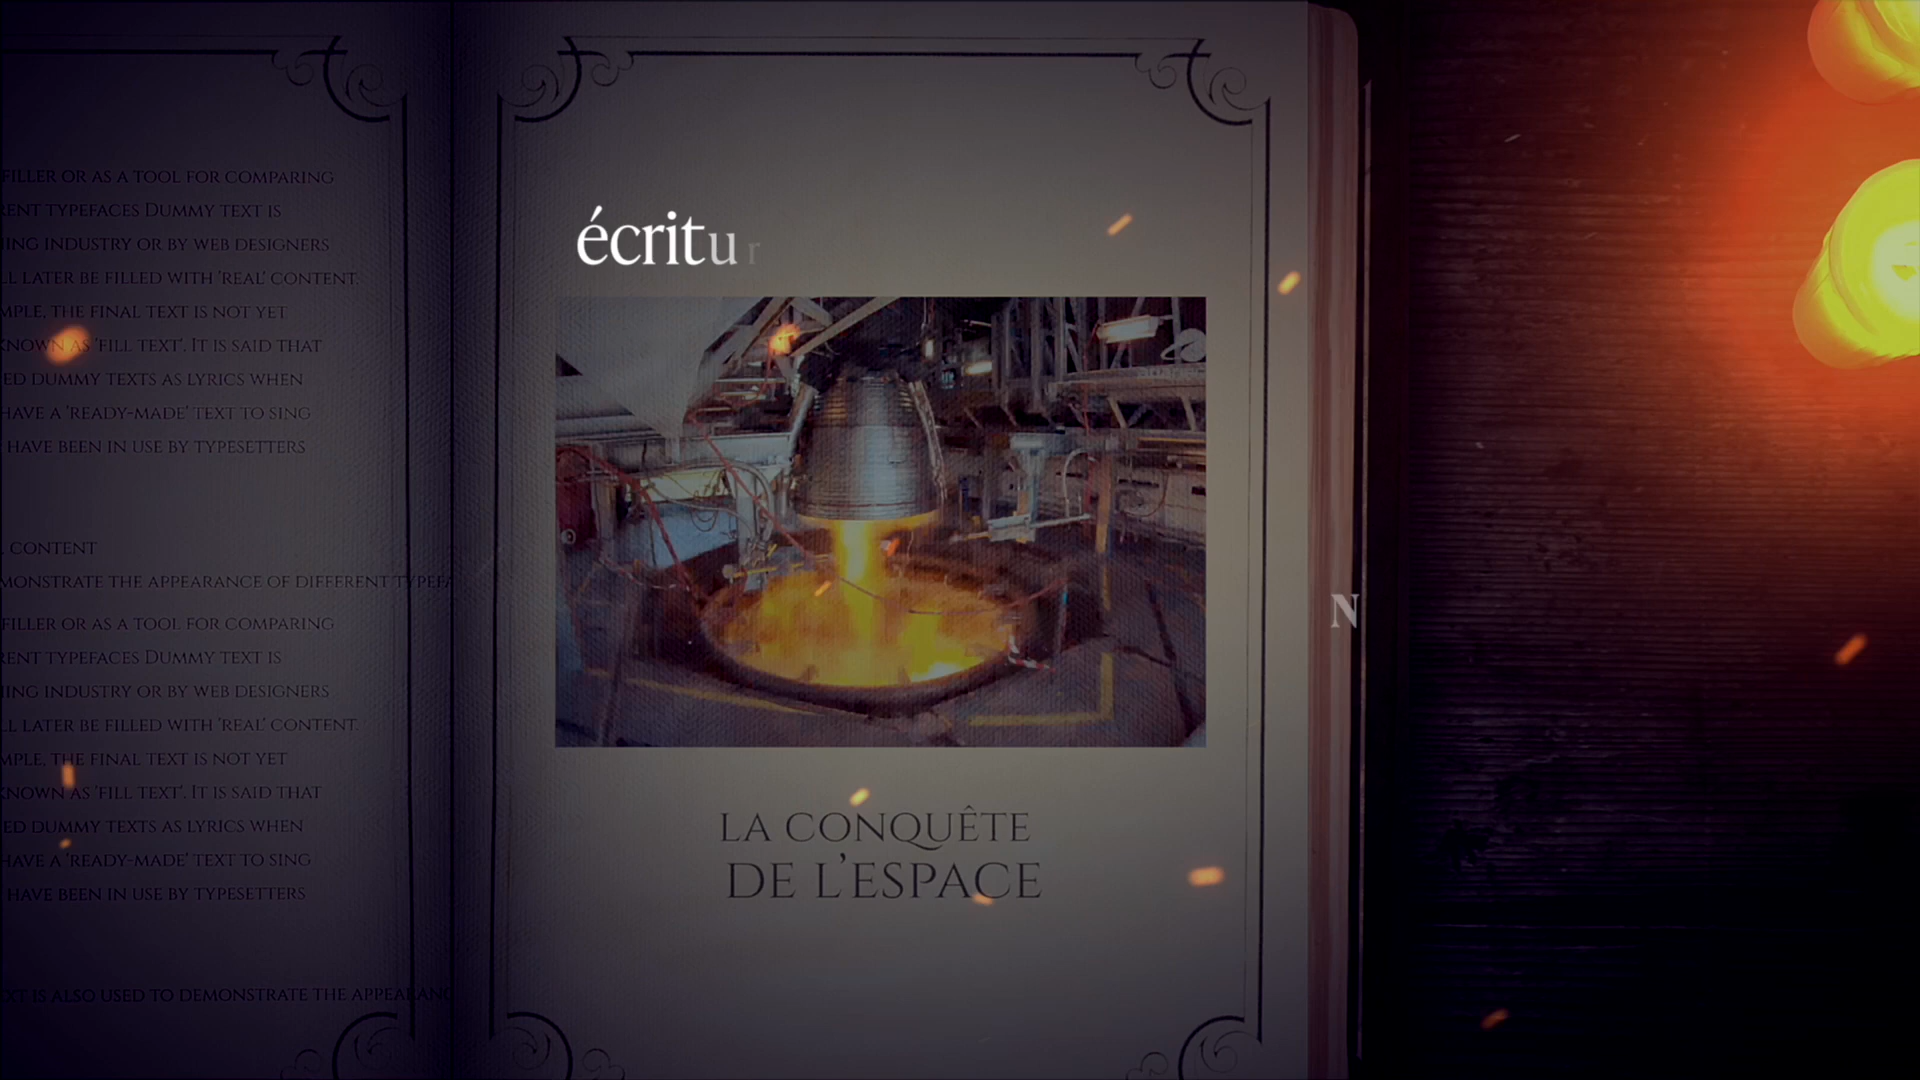 FILLER OR AS A TOOL FOR COMPARING
RENT TYPEFACES DUMMY TEXT IS
ING INDUSTRY OR BY WEB DESIGNERS
LL LATER BE FILLED WITH 'REAL' CONTENT.
MPLE, THE FINAL TEXT IS NOT YET
KNOWN AS 'FILL TEXT'. IT IS SAID THAT
ED DUMMY TEXTS AS LYRICS WHEN
HAVE A 'READY-MADE' TEXT TO SING
HAVE BEEN IN USE BY TYPESETTERS
CONTENT
MONSTRATE THE APPEARANCE OF DIFFERENT TYPEFA
FILLER OR AS A TOOL FOR COMPARING
RENT TYPEFACES DUMMY TEXT IS
ING INDUSTRY OR BY WEB DESIGNERS
LL LATER BE FILLED WITH 'REAL' CONTENT.
MPLE, THE FINAL TEXT IS NOT YET
KNOWN AS 'FILL TEXT'. IT IS SAID THAT
ED DUMMY TEXTS AS LYRICS WHEN
HAVE A 'READY-MADE' TEXT TO SING
HAVE BEEN IN USE BY TYPESETTERS
XT IS ALSO USED TO DEMONSTRATE THE APPEARANC
écritur
N
LA CONQUÊTE
DE L'ESPACE